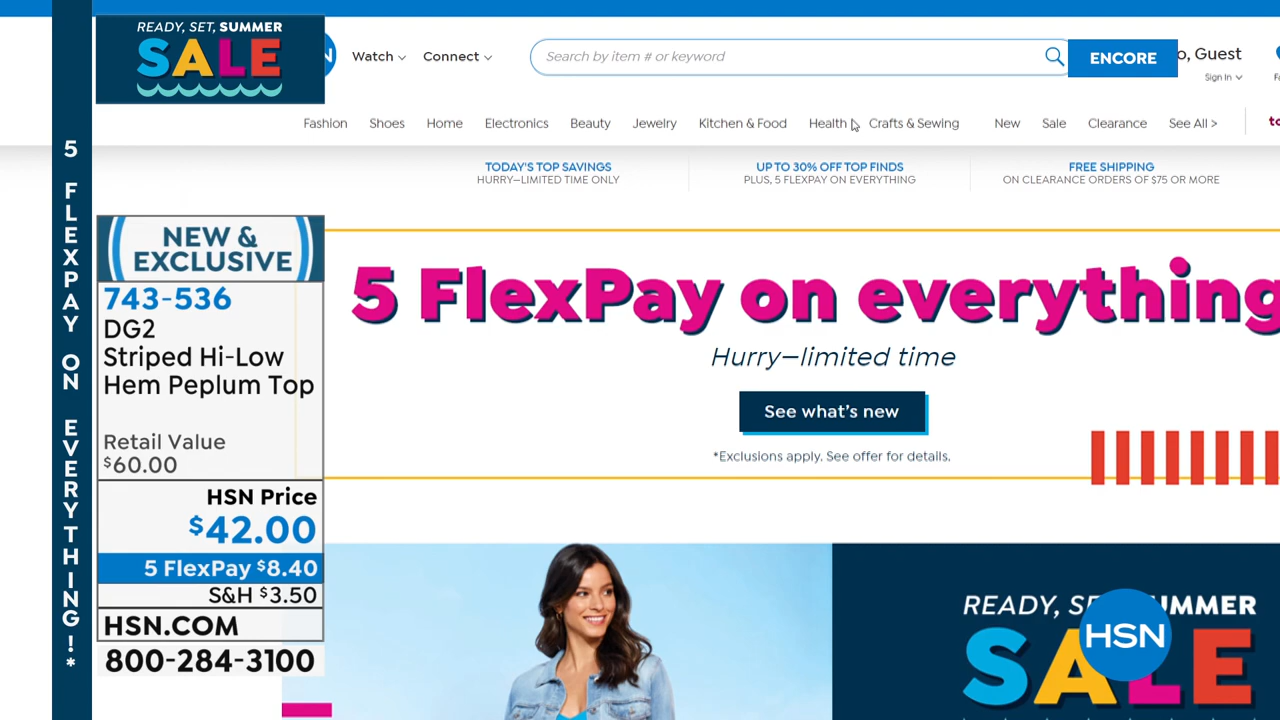 READY, SET, SUMMER
SALE
Watch
Connect
Search by item # or keyword
ENCORE
o, Guest
Sign In
Fashion
Shoes
Home
Electronics
Beauty
Jewelry
Kitchen & Food
Health
Crafts & Sewing
New
Sale
Clearance
See All >
TODAY'S TOP SAVINGS
HURRY—LIMITED TIME ONLY
UP TO 30% OFF TOP FINDS
PLUS, 5 FLEXPAY ON EVERYTHING
FREE SHIPPING
ON CLEARANCE ORDERS OF $75 OR MORE
5 FLEXPAY ON EVERYTHING!*
NEW &
EXCLUSIVE
743-536
DG2
Striped Hi-Low
Hem Peplum Top
Retail Value
$60.00
HSN Price
$42.00
5 FlexPay $8.40
S&H $3.50
HSN.COM
800-284-3100
5 FlexPay on everything
Hurry—limited time
See what's new
*Exclusions apply. See offer for details.
READY, SET, SUMMER
SALE
HSN